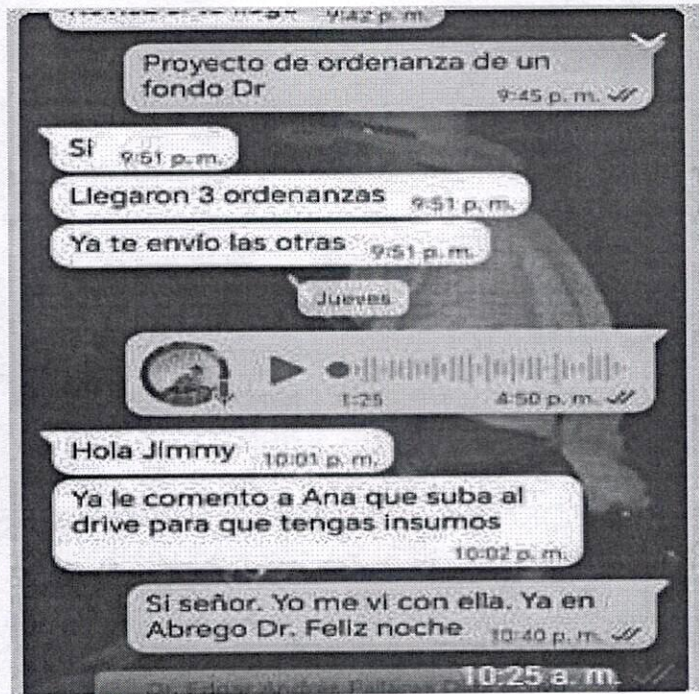 9:42 p. m.
Proyecto de ordenanza de un
fondo Dr
9:45 p. m.
Si 9:51 p. m.
Llegaron 3 ordenanzas 9:51 p. m.
Ya te envio las otras 9:51 p. m.
Jueves
1:25 4:50 p. m.
Hola Jimmy 10:01 p. m.
Ya le comento a Ana que suba al
drive para que tengas insumos
10:02 p. m.
Si señor. Yo me vi con ella. Ya en
Abrego Dr. Feliz noche 10:40 p. m.
10:25 a. m.